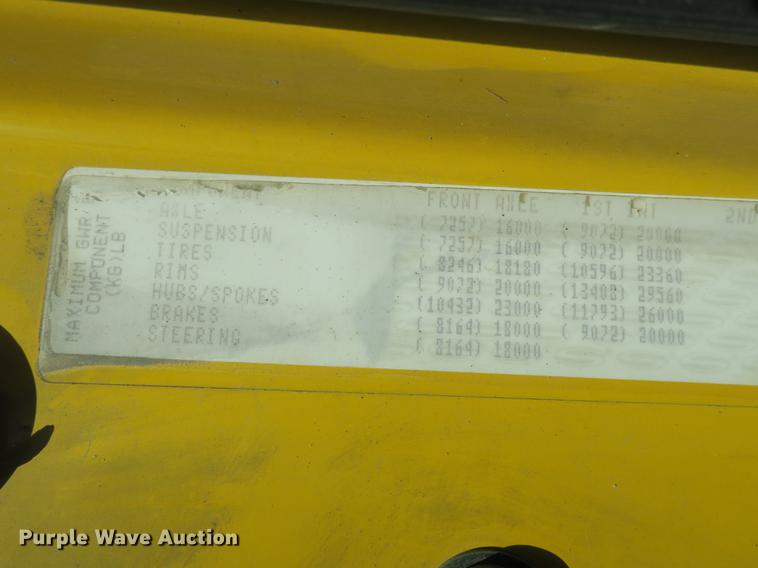 MAXIMUM GWR/
COMPONENT
(KG)LB
COMPONENT FRONT AXLE 1ST INT 2ND
AXLE ( 7257) 16000 ( 9072) 20000
SUSPENSION ( 7257) 16000 ( 9072) 20000
TIRES ( 8246) 18180 (10596) 23360
RIMS ( 9072) 20000 (13408) 29560
HUBS/SPOKES (10432) 23000 (11793) 26000
BRAKES ( 8164) 18000 ( 9072) 20000
STEERING ( 8164) 18000
Purple Wave Auction